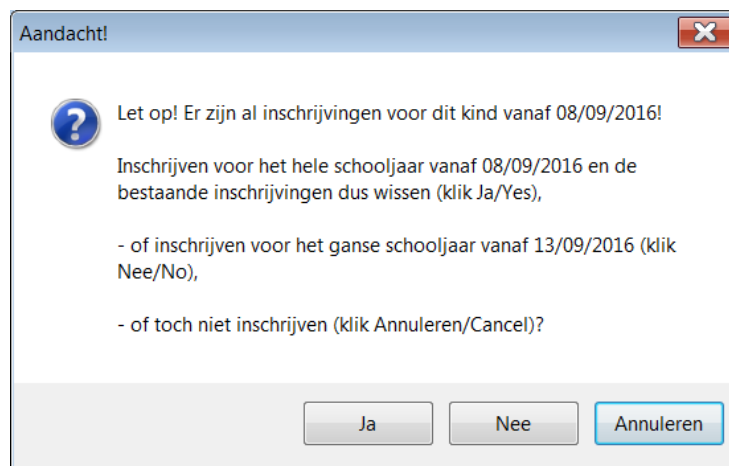 Aandacht!
Let op! Er zijn al inschrijvingen voor dit kind vanaf 08/09/2016!
Inschrijven voor het hele schooljaar vanaf 08/09/2016 en de
bestaande inschrijvingen dus wissen (klik Ja/Yes),
- of inschrijven voor het ganse schooljaar vanaf 13/09/2016 (klik
Nee/No),
- of toch niet inschrijven (klik Annuleren/Cancel)?
Ja
Nee
Annuleren